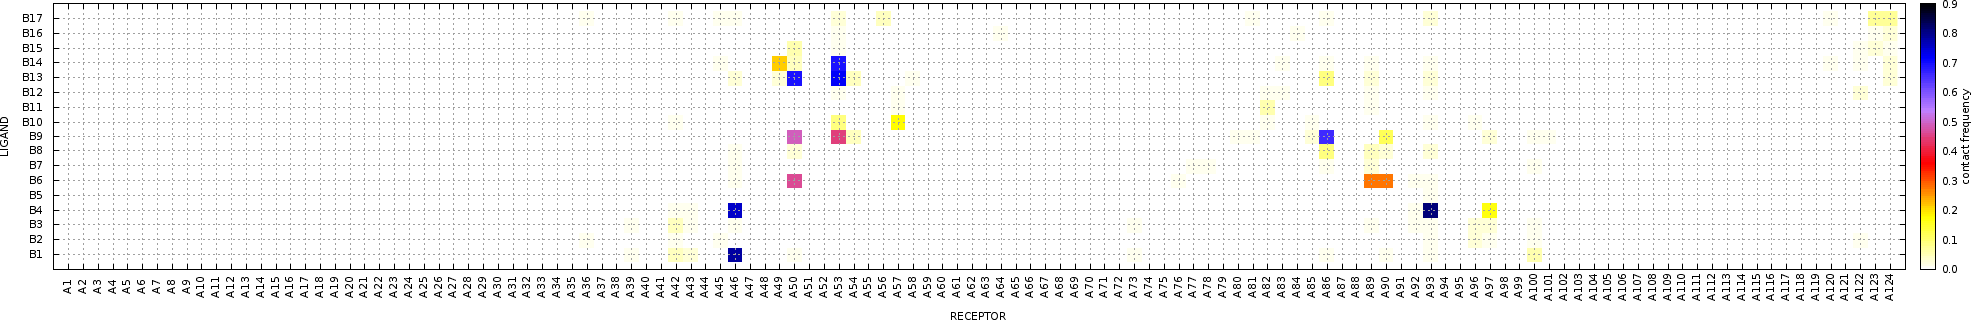 B17
B16
B15
B14
B13
B12
B11
B10
B9
B8
B7
B6
B5
B4
B3
B2
B1
LIGAND
A1 A2 A3 A4 A5 A6 A7 A8 A9 A10 A11 A12 A13 A14 A15 A16 A17 A18 A19 A20 A21 A22 A23 A24 A25 A26 A27 A28 A29 A30 A31 A32 A33 A34 A35 A36 A37 A38 A39 A40 A41 A42 A43 A44 A45 A46 A47 A48 A49 A50 A51 A52 A53 A54 A55 A56 A57 A58 A59 A60 A61 A62 A63 A64 A65 A66 A67 A68 A69 A70 A71 A72 A73 A74 A75 A76 A77 A78 A79 A80 A81 A82 A83 A84 A85 A86 A87 A88 A89 A90 A91 A92 A93 A94 A95 A96 A97 A98 A99 A100 A101 A102 A103 A104 A105 A106 A107 A108 A109 A110 A111 A112 A113 A114 A115 A116 A117 A118 A119 A120 A121 A122 A123 A124
RECEPTOR
0.9
0.8
0.7
0.6
0.5
0.4
0.3
0.2
0.1
0.0
contact frequency